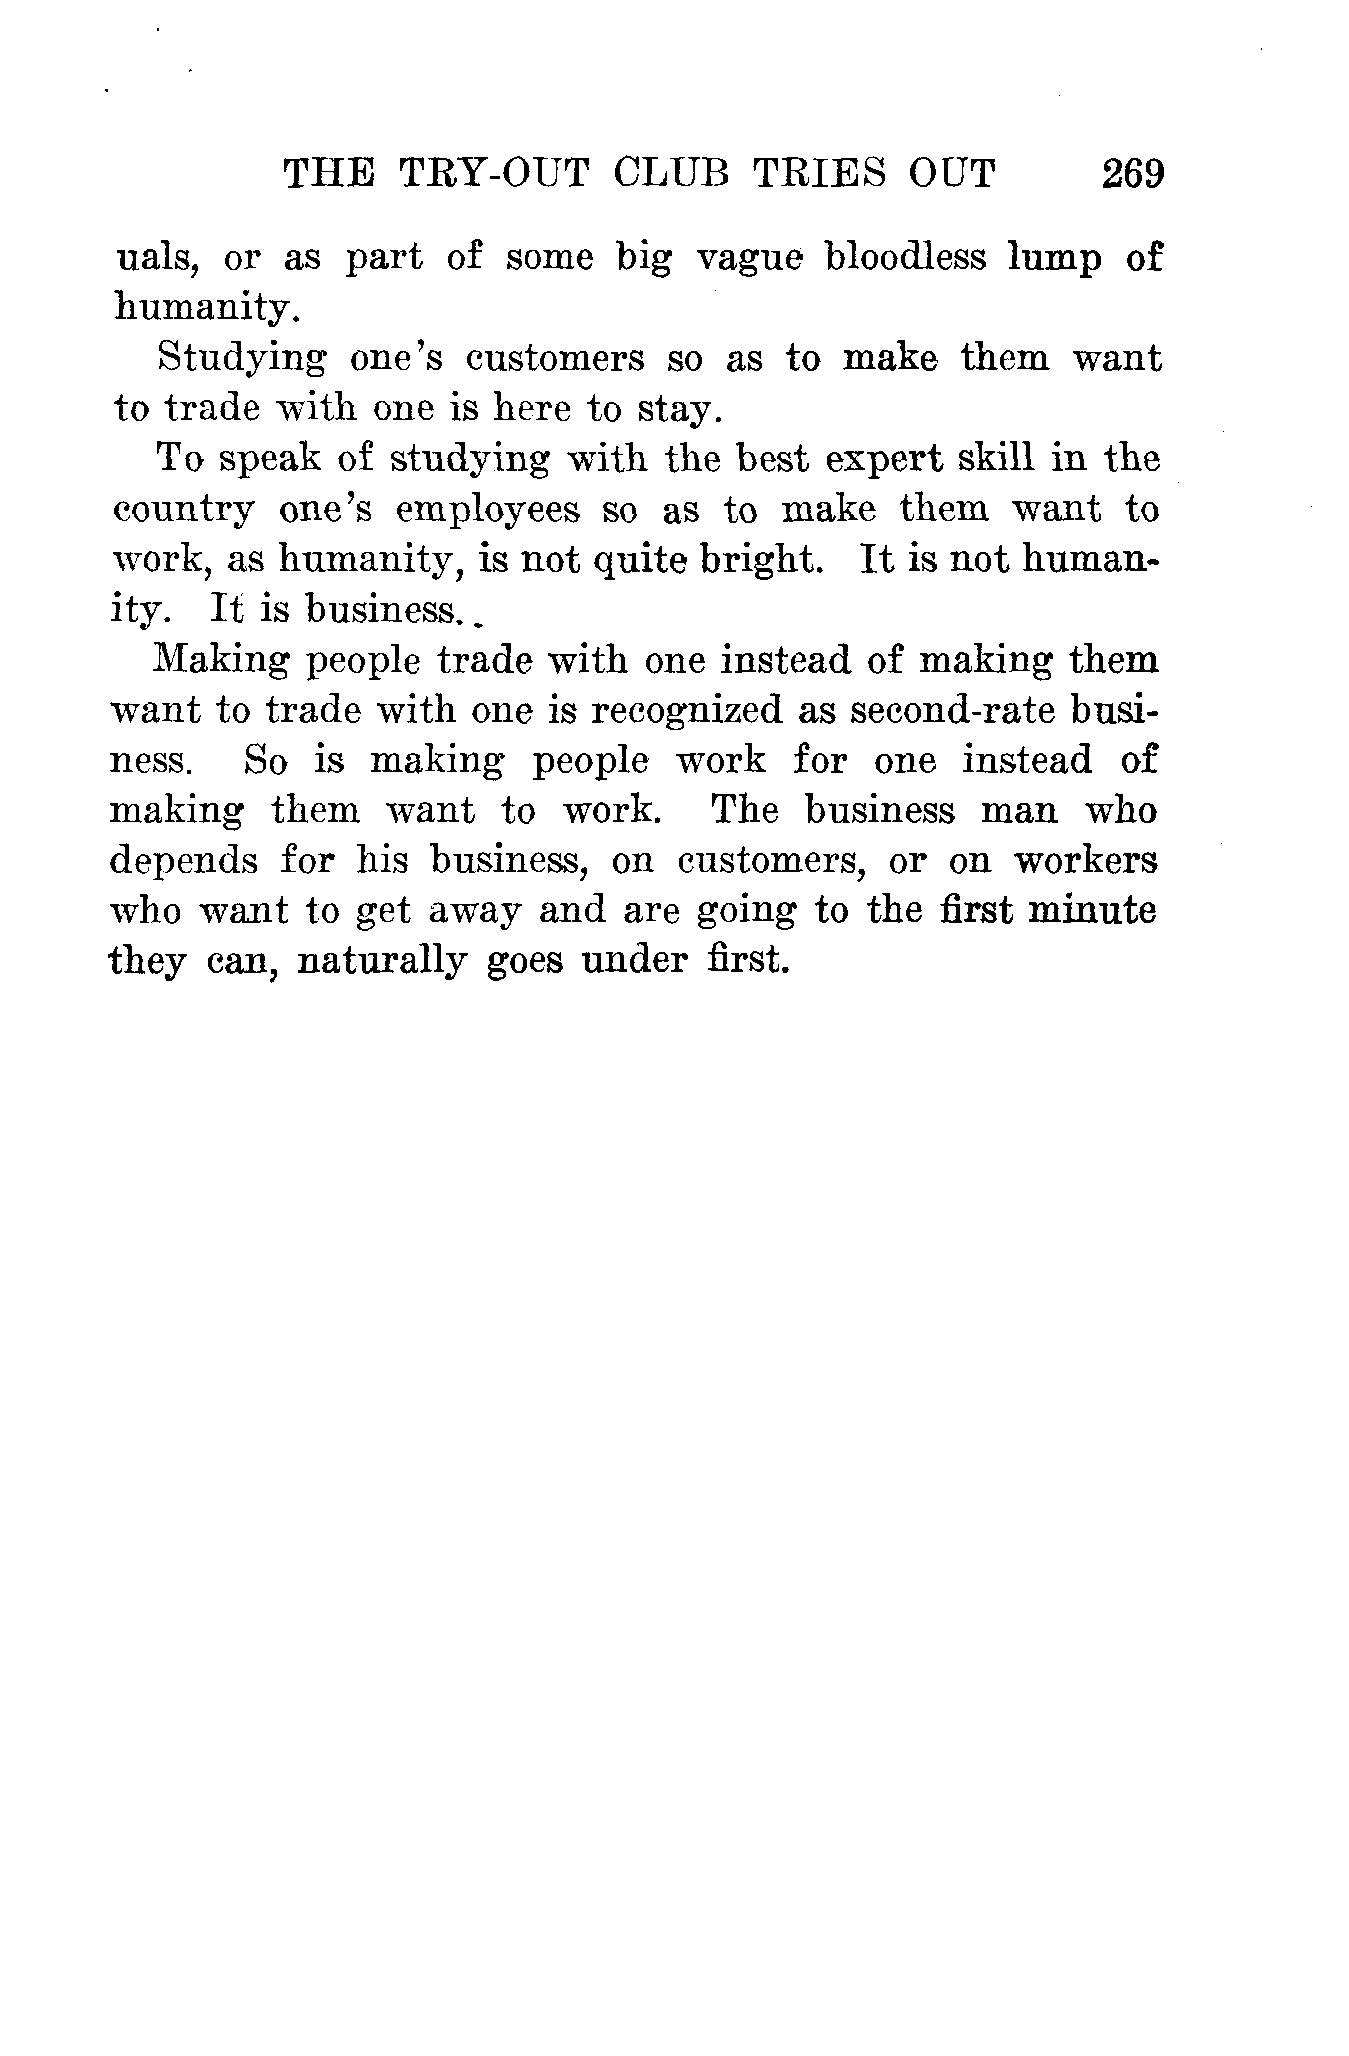 THE TRY-OUT CLUB TRIES OUT 269
uals, or as part of some big vague bloodless lump of
humanity.
Studying one's customers so as to make them want
to trade with one is here to stay.
To speak of studying with the best expert skill in the
country one's employees so as to make them want to
work, as humanity, is not quite bright. It is not human-
ity. It is business.
Making people trade with one instead of making them
want to trade with one is recognized as second-rate busi-
ness. So is making people work for one instead of
making them want to work. The business man who
depends for his business, on customers, or on workers
who want to get away and are going to the first minute
they can, naturally goes under first.